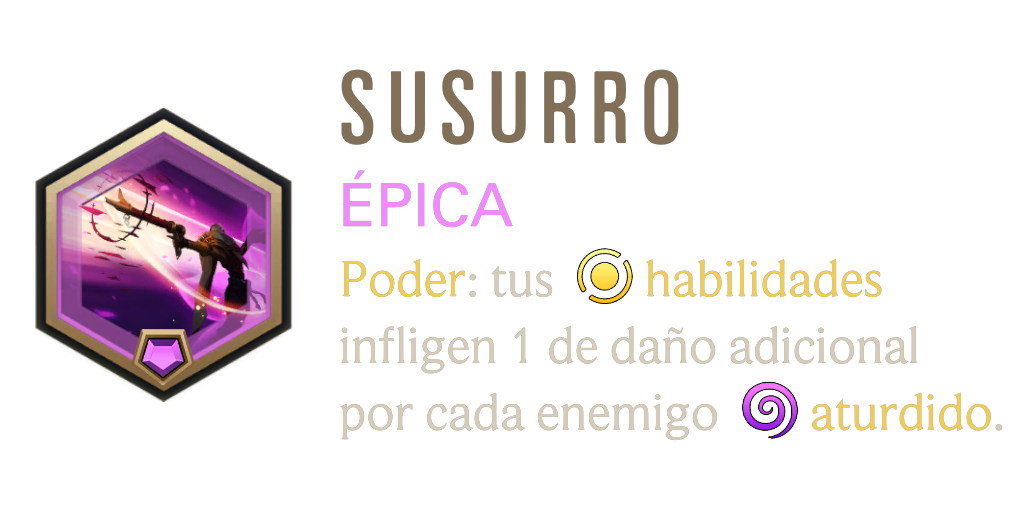 SUSURRO
ÉPICA
Poder: tus habilidades
infligen 1 de daño adicional
por cada enemigo aturdido.